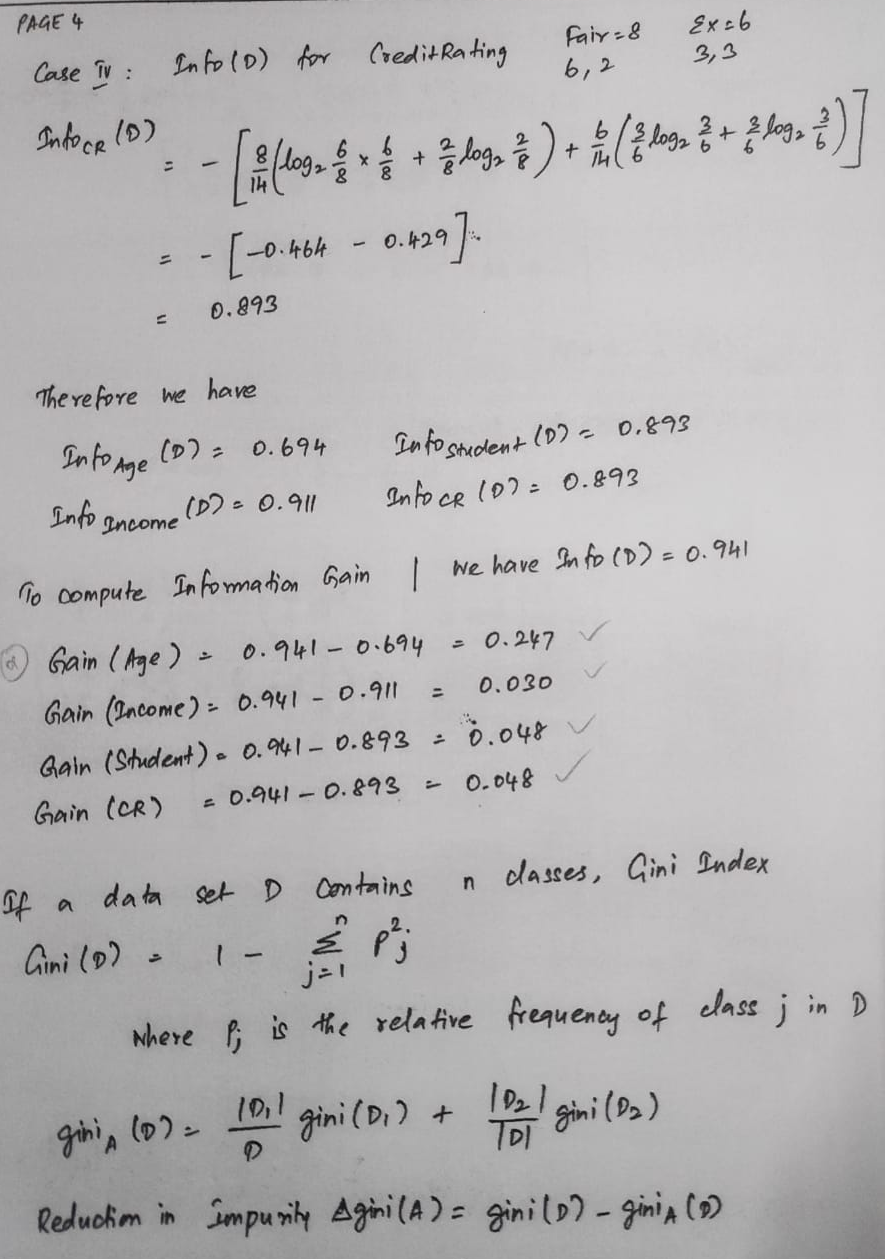 PAGE 4
Case IV : Info(D) for CreditRating Fair = 8 Ex = 6
6, 2 3, 3
Info_CR (D) = - [ 8/14 ( log₂ 6/8 × 6/8 + 2/8 log₂ 2/8 ) + 6/14 ( 3/6 log₂ 3/6 + 3/6 log₂ 3/6 ) ]
= - [ -0.464 - 0.429 ]
= 0.893
Therefore we have
Info_Age (D) = 0.694 Info_student (D) = 0.893
Info_Income (D) = 0.911 Info_CR (D) = 0.893
To compute Information Gain | we have Info (D) = 0.941
Gain (Age) = 0.941 - 0.694 = 0.247 ✓
Gain (Income) = 0.941 - 0.911 = 0.030 ✓
Gain (Student) = 0.941 - 0.893 = 0.048 ✓
Gain (CR) = 0.941 - 0.893 = 0.048 ✓
If a data set D contains n classes, Gini Index
Gini (D) = 1 - Σ_{j=1}^{n} P²j
where Pj is the relative frequency of class j in D
gini_A (D) = |D₁|/D gini (D₁) + |D₂|/|D| gini (D₂)
Reduction in impurity Δgini(A) = gini(D) - gini_A (D)